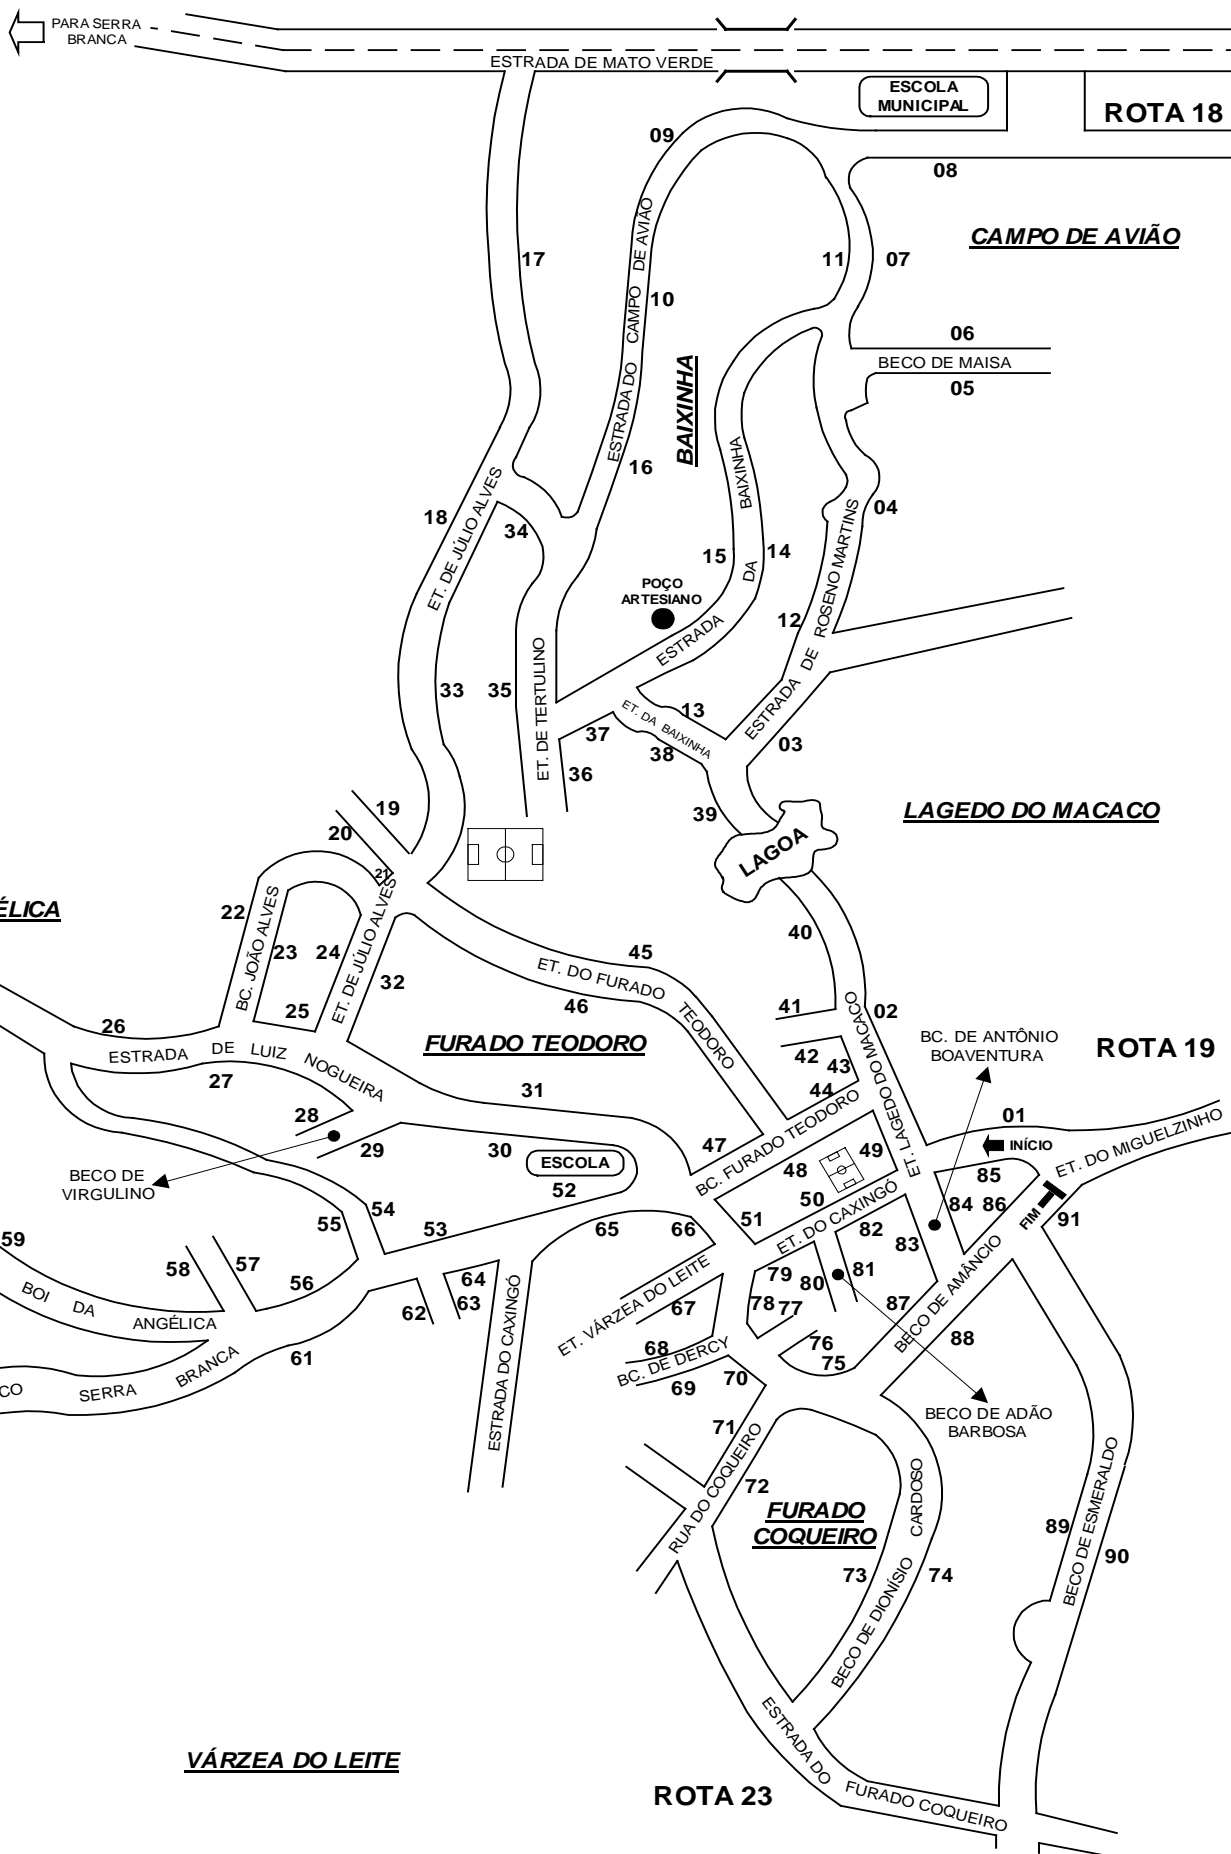 PARA SERRA
BRANCA
ESTRADA DE MATO VERDE
ESCOLA
MUNICIPAL
ROTA 18
09
08
CAMPO DE AVIÃO
17
11
07
10
ESTRADA DO CAMPO DE AVIÃO
06
BECO DE MAISA
05
BAIXINHA
16
18
34
ET. DE JÚLIO ALVES
04
15
14
ESTRADA DA BAIXINHA
POÇO
ARTESIANO
12
ESTRADA DE ROSENO MARTINS
33
35
ET. DE TERTULINO
13
ET. DA BAIXINHA
37
38
03
36
39
19
20
LAGOA
LAGEDO DO MACACO
21
ÉLICA
22
BC. JOÃO ALVES
23
24
ET. DE JÚLIO ALVES
32
25
45
ET. DO FURADO TEODORO
46
40
41
02
42
43
44
ET. LAGEDO DO MACACO
BC. DE ANTÔNIO
BOAVENTURA
ROTA 19
26
ESTRADA DE LUIZ NOGUEIRA
FURADO TEODORO
27
31
28
29
30
ESCOLA
52
47
BC. FURADO TEODORO
48
49
50
01
INÍCIO
ET. DO MIGUELZINHO
85
84
86
FIM
91
BECO DE
VIRGULINO
55
54
53
65
66
51
ET. DO CAXINGÓ
82
83
59
58
57
56
64
63
62
ET. VÁRZEA DO LEITE
67
79
80
81
78
77
87
BECO DE AMÂNCIO
88
BOI DA ANGÉLICA
61
CO SERRA BRANCA
ESTRADA DO CAXINGÓ
68
BC. DE DERCY
69
70
76
75
BECO DE ADÃO
BARBOSA
71
RUA DO COQUEIRO
72
FURADO
COQUEIRO
73
74
BECO DE DIONÍSIO CARDOSO
89
BECO DE ESMERALDO
90
VÁRZEA DO LEITE
ROTA 23
ESTRADA DO FURADO COQUEIRO